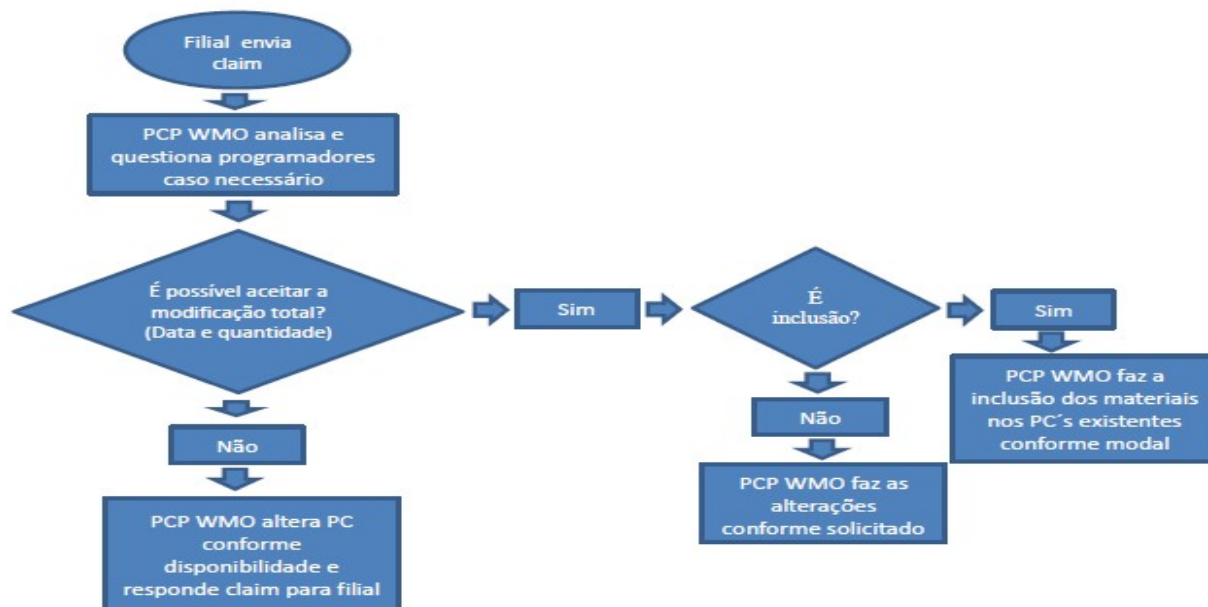 Filial envia
claim
PCP WMO analisa e
questiona programadores
caso necessário
É possível aceitar a
modificação total?
(Data e quantidade)
Sim
É
inclusão?
Sim
PCP WMO faz a
inclusão dos materiais
nos PC´s existentes
conforme modal
Não
PCP WMO faz as
alterações
conforme solicitado
Não
PCP WMO altera PC
conforme
disponibilidade e
responde claim para filial